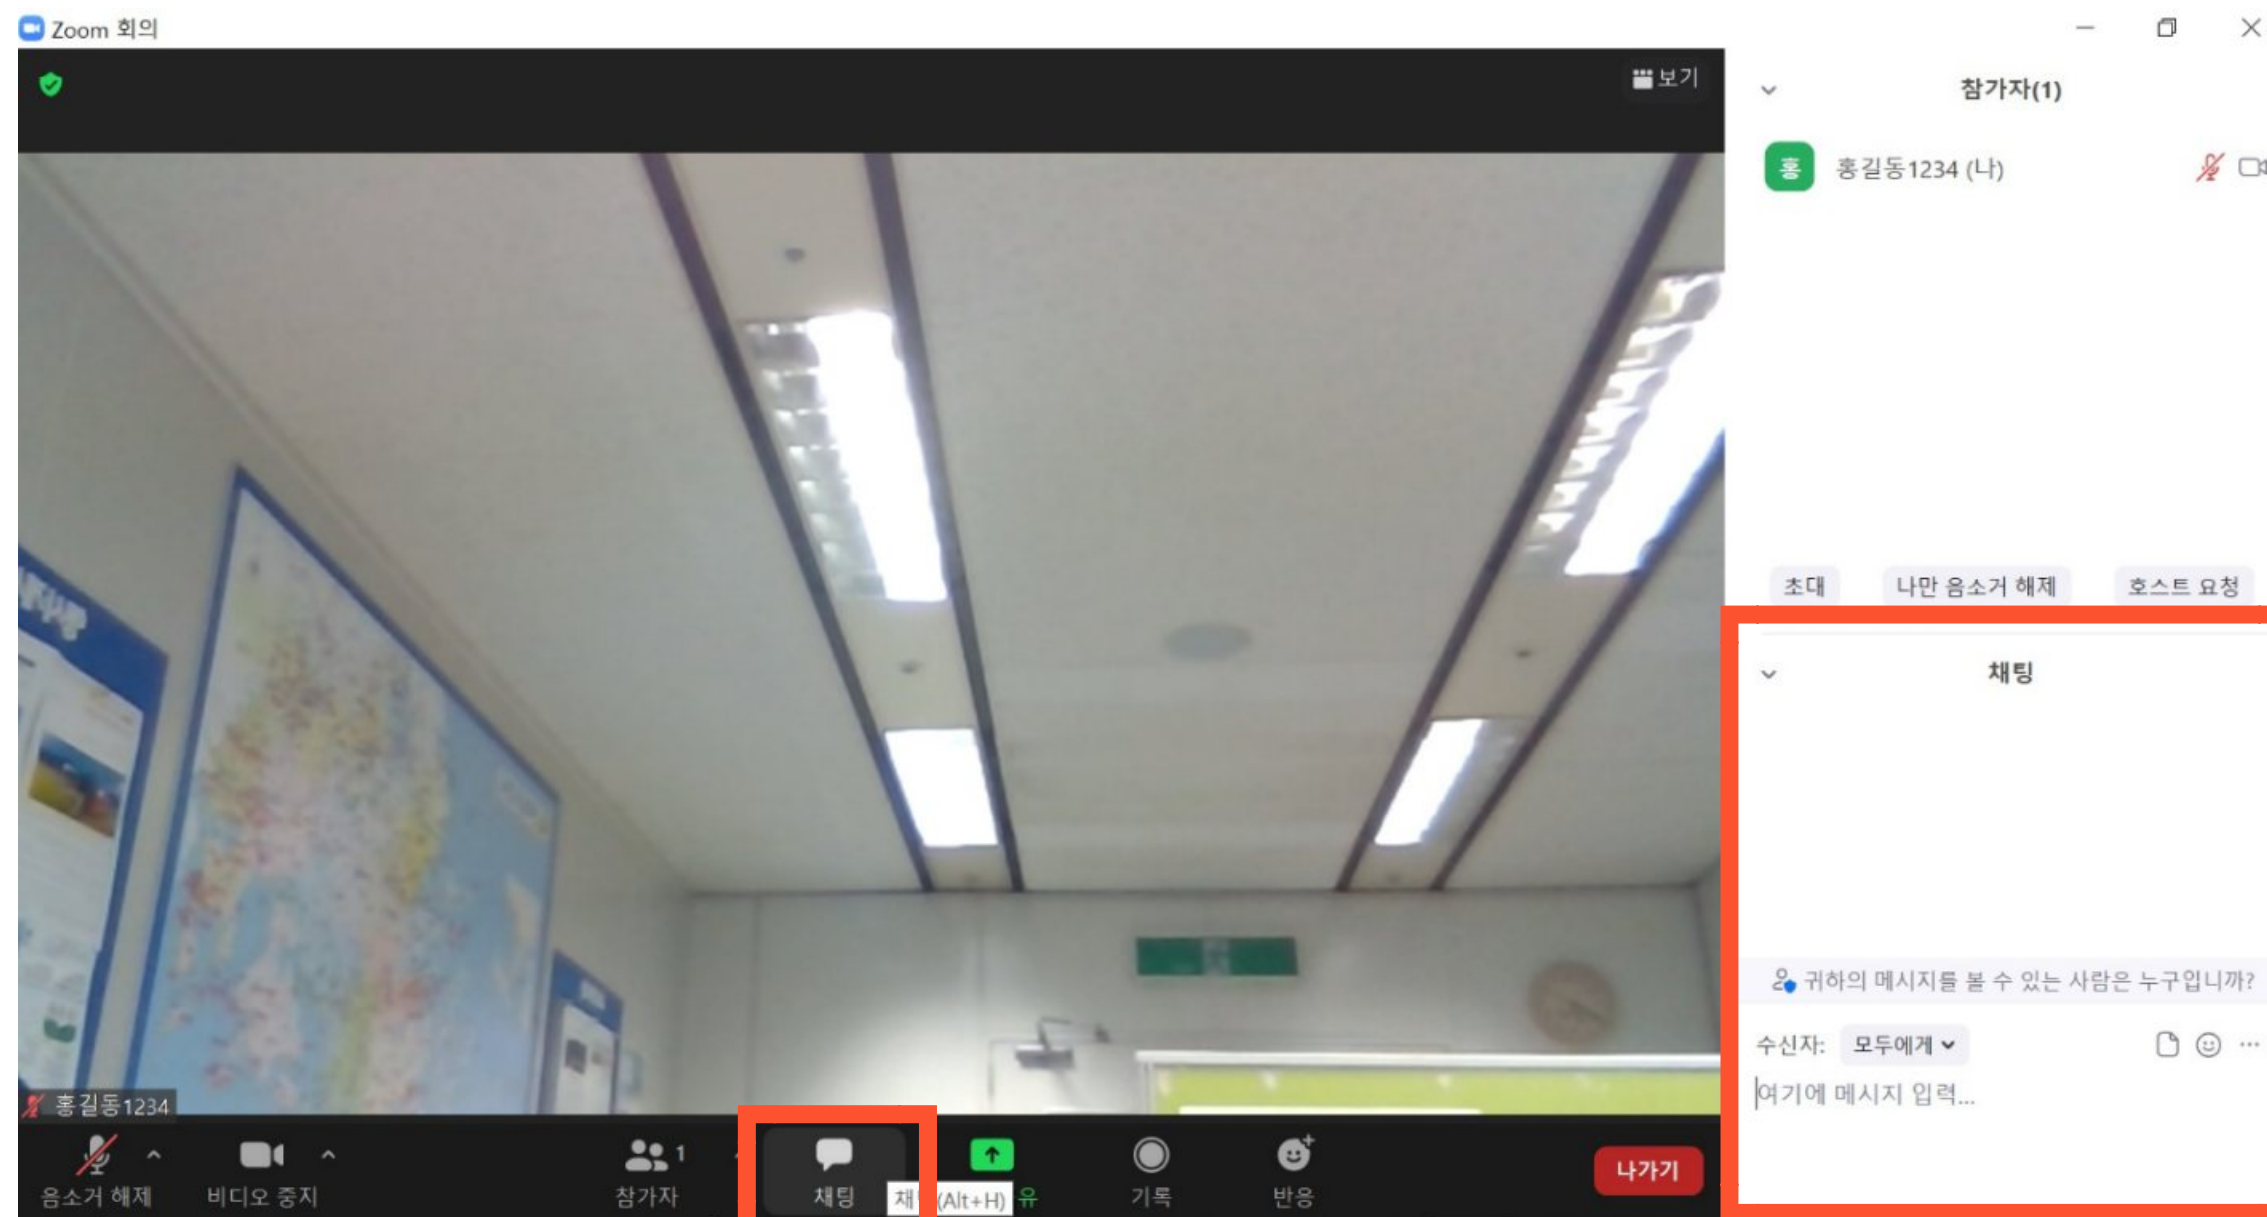 Zoom 회의
보기
참가자(1)
홍
홍길동1234 (나)
초대
나만 음소거 해제
호스트 요청
채팅
귀하의 메시지를 볼 수 있는 사람은 누구입니까?
수신자: 모두에게
여기에 메시지 입력...
홍길동1234
음소거 해제
비디오 중지
1
참가자
채팅
(Alt+H)
유
기록
반응
나가기